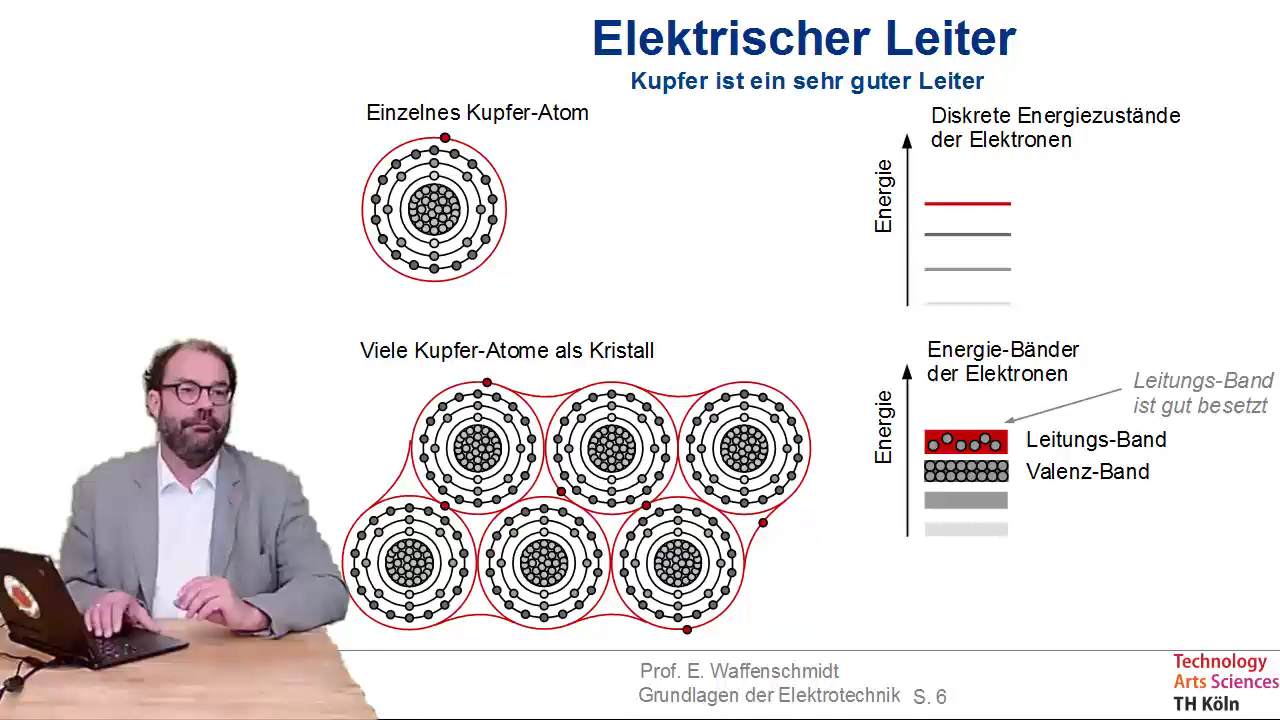 Elektrischer Leiter
Kupfer ist ein sehr guter Leiter
Einzelnes Kupfer-Atom
Diskrete Energiezustände
der Elektronen
Energie
Viele Kupfer-Atome als Kristall
Energie-Bänder
der Elektronen
Energie
Leitungs-Band
ist gut besetzt
Leitungs-Band
Valenz-Band
Prof. E. Waffenschmidt
Grundlagen der Elektrotechnik S. 6
Technology
Arts Sciences
TH Köln